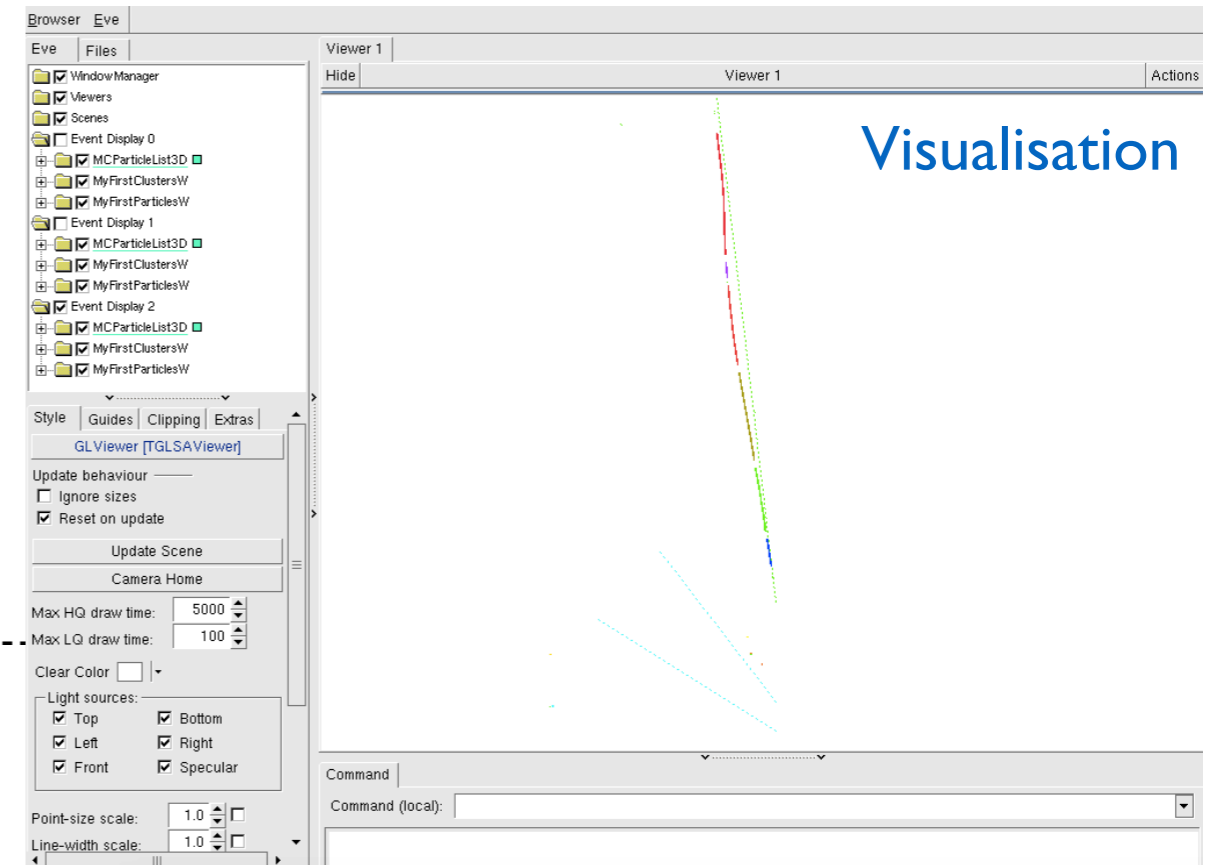 Browser Eve
Eve Files
WindowManager
Viewers
Scenes
Event Display 0
MCParticleList3D
MyFirstClustersW
MyFirstParticlesW
Event Display 1
MCParticleList3D
MyFirstClustersW
MyFirstParticlesW
Event Display 2
MCParticleList3D
MyFirstClustersW
MyFirstParticlesW
Style Guides Clipping Extras
GLViewer [TGLSAViewer]
Update behaviour
Ignore sizes
Reset on update
Update Scene
Camera Home
Max HQ draw time: 5000
Max LQ draw time: 100
Clear Color
Light sources:
Top Bottom
Left Right
Front Specular
Point-size scale: 1.0
Line-width scale: 1.0
Viewer 1
Hide Viewer 1 Actions
Visualisation
Command
Command (local):